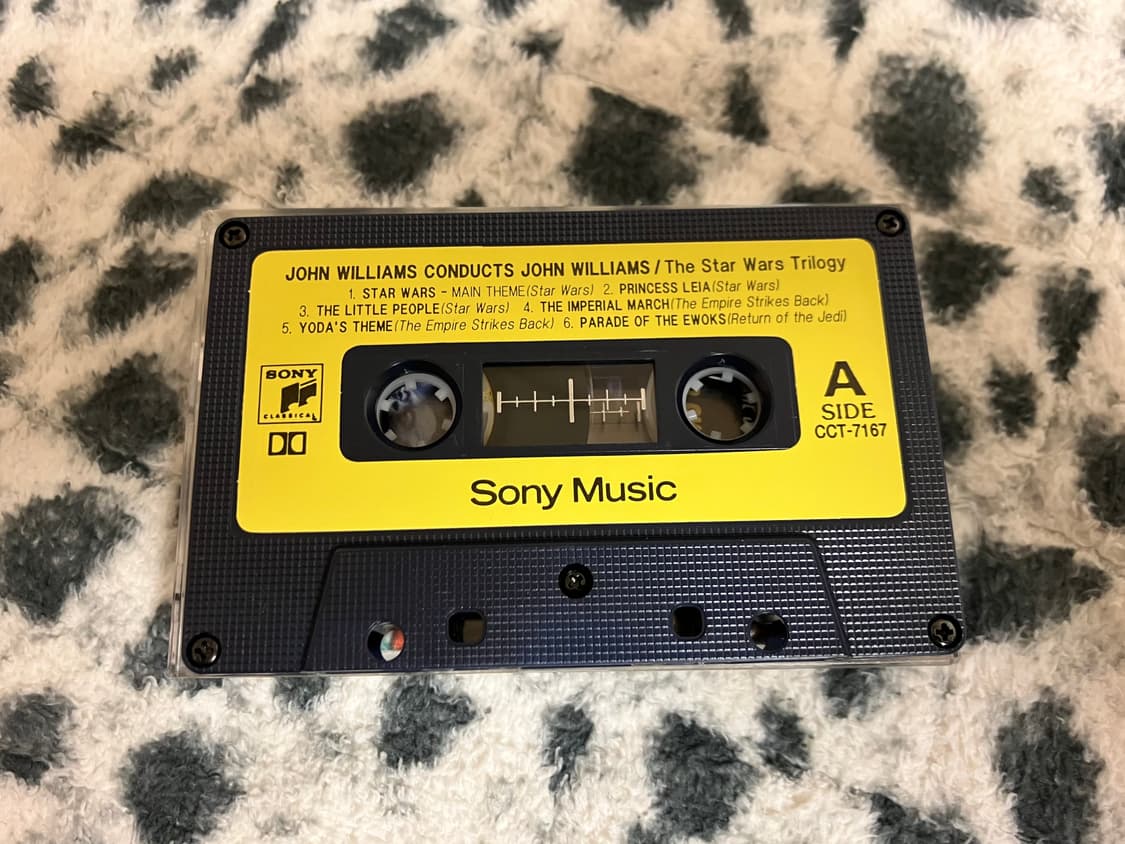 JOHN WILLIAMS CONDUCTS JOHN WILLIAMS / The Star Wars Trilogy
1. STAR WARS - MAIN THEME(Star Wars) 2. PRINCESS LEIA(Star Wars)
3. THE LITTLE PEOPLE(Star Wars) 4. THE IMPERIAL MARCH(The Empire Strikes Back)
5. YODA'S THEME(The Empire Strikes Back) 6. PARADE OF THE EWOKS(Return of the Jedi)
SONY
CLASSICAL
A
SIDE
CCT-7167
Sony Music